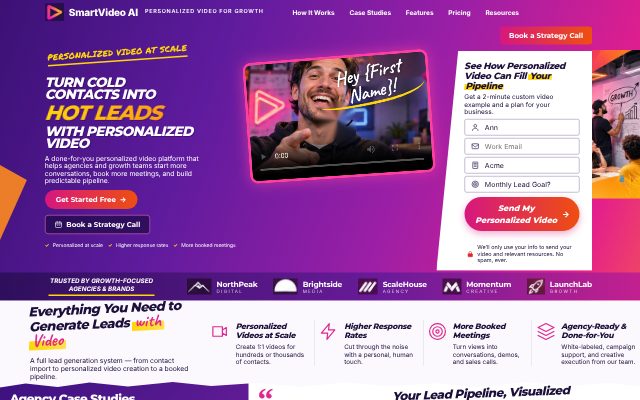 SmartVideo AI
PERSONALIZED VIDEO FOR GROWTH
How It Works
Case Studies
Features
Pricing
Resources
Book a Strategy Call
PERSONALIZED VIDEO AT SCALE
TURN COLD
CONTACTS INTO
HOT LEADS
WITH PERSONALIZED
VIDEO
A done-for-you personalized video platform that
helps agencies and growth teams start more
conversations, book more meetings, and build
predictable pipeline.
Get Started Free →
Book a Strategy Call
✓ Personalized at scale
✓ Higher response rates
✓ More booked meetings
Hey {First
Name}!
0:03
See How Personalized
Video Can Fill Your
Pipeline
Get a 2-minute custom video
example and a plan for your
business.
Ann
Work Email
Acme
Monthly Lead Goal?
Send My
Personalized Video →
We'll only use your info to send your
video and relevant resources. No
spam, ever.
GROWTH
TRUSTED BY GROWTH-FOCUSED
AGENCIES & BRANDS
NorthPeak
DIGITAL
Brightside
MEDIA
ScaleHouse
AGENCY
Momentum
CREATIVE
LaunchLab
GROWTH
Everything You Need to
Generate Leads with
Video
A full lead generation system — from contact
import to personalized video creation to a booked
pipeline.
Personalized
Videos at Scale
Create 1:1 videos for
hundreds or thousands
of contacts.
Higher Response
Rates
Cut through the noise
with a personal, human
touch.
More Booked
Meetings
Turn views into
conversations, demos,
and sales calls.
Agency-Ready &
Done-for-You
White-labeled, campaign
support, and creative
execution from our team.
Agency Case Studies
“
Your Lead Pipeline, Visualized